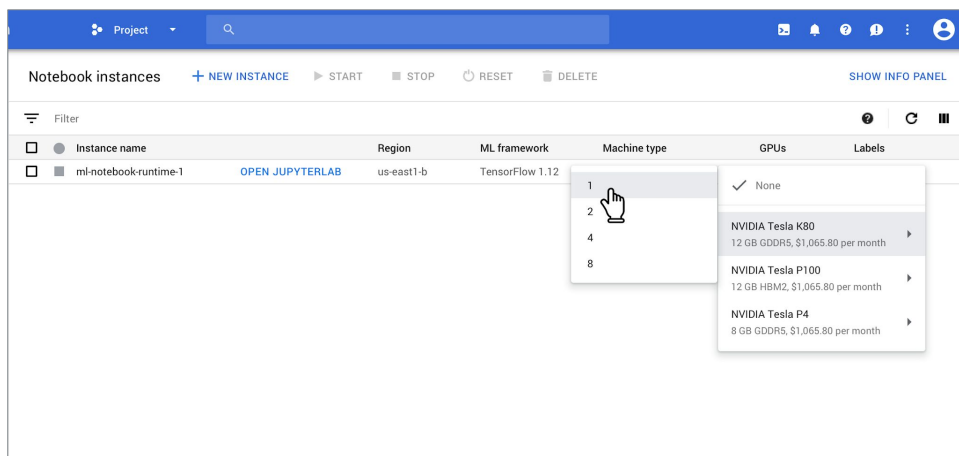 Project
Notebook instances NEW INSTANCE START STOP RESET DELETE SHOW INFO PANEL
Filter
Instance name Region ML framework Machine type GPUs Labels
ml-notebook-runtime-1 OPEN JUPYTERLAB us-east1-b TensorFlow 1.12
1
2
4
8
None
NVIDIA Tesla K80
12 GB GDDR5, $1,065.80 per month
NVIDIA Tesla P100
12 GB HBM2, $1,065.80 per month
NVIDIA Tesla P4
8 GB GDDR5, $1,065.80 per month